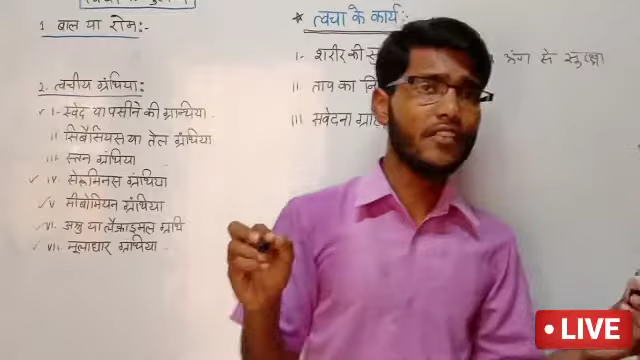 1. बाल या रोम:-
2. त्वचीय ग्रंथिया:
I- स्वेद या पसीने की ग्रान्थिया.
II सिबेसियस या तेल ग्रंथिया
III- स्तन ग्रंथिया
IV. सेरुमिनस ग्रंथिया
V. मीबोमियन ग्रंथिया
VI. अश्रु या लैक्राइमल ग्रंथि
VII. मूलाधार ग्रंथिया
★ त्वचा के कार्य:-
I- शरीर की अंग से सुरक्षा
II ताप का
III संवेदना
LIVE